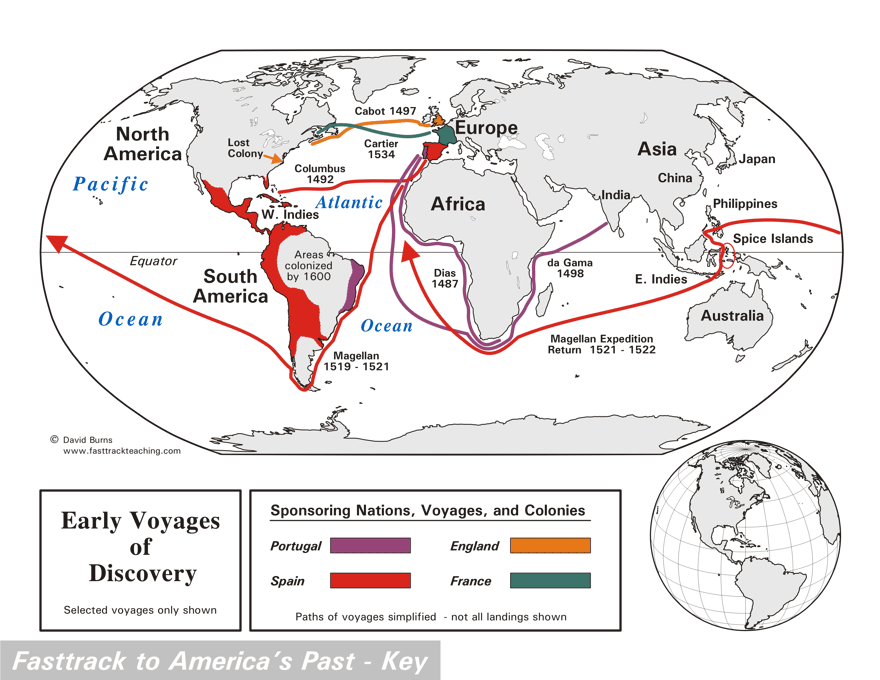 Cabot 1497
North
America
Lost
Colony
Cartier
1534
Europe
Asia
Japan
China
Pacific
Columbus
1492
Atlantic
W. Indies
Africa
India
Philippines
Spice Islands
Equator
Areas
colonized
by 1600
South
America
Dias
1487
da Gama
1498
E. Indies
Ocean
Ocean
Australia
Magellan
1519 - 1521
Magellan Expedition
Return 1521 - 1522
© David Burns
www.fasttrackteaching.com
Early Voyages
of
Discovery
Selected voyages only shown
Sponsoring Nations, Voyages, and Colonies
Portugal
England
Spain
France
Paths of voyages simplified - not all landings shown
Fasttrack to America's Past - Key